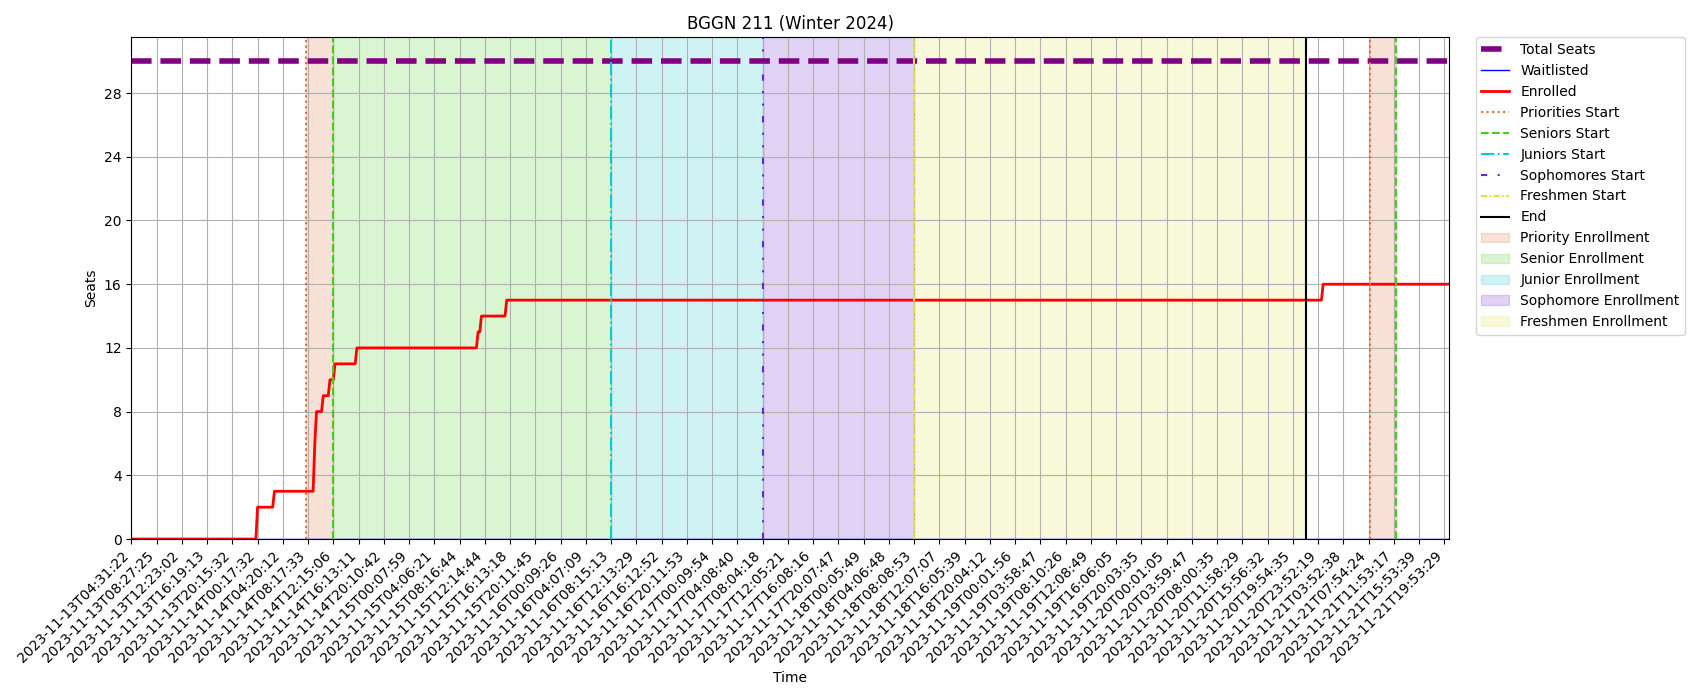 BGGN 211 (Winter 2024)
Seats
28
24
20
16
12
8
4
0
2023-11-13T04:31:22
2023-11-13T08:27:25
2023-11-13T12:23:02
2023-11-13T16:19:13
2023-11-13T20:15:32
2023-11-14T00:17:32
2023-11-14T04:20:12
2023-11-14T08:17:33
2023-11-14T12:15:06
2023-11-14T16:13:11
2023-11-14T20:10:42
2023-11-15T00:07:59
2023-11-15T04:06:21
2023-11-15T08:16:44
2023-11-15T12:14:44
2023-11-15T16:13:18
2023-11-15T20:11:45
2023-11-16T00:09:26
2023-11-16T04:07:09
2023-11-16T08:15:13
2023-11-16T12:13:29
2023-11-16T16:12:52
2023-11-16T20:11:53
2023-11-17T00:09:54
2023-11-17T04:08:40
2023-11-17T08:04:18
2023-11-17T12:05:21
2023-11-17T16:08:16
2023-11-17T20:07:47
2023-11-18T00:05:49
2023-11-18T04:06:48
2023-11-18T08:08:53
2023-11-18T12:07:07
2023-11-18T16:05:39
2023-11-18T20:04:12
2023-11-19T00:01:56
2023-11-19T03:58:47
2023-11-19T08:10:26
2023-11-19T12:08:49
2023-11-19T16:06:05
2023-11-19T20:03:35
2023-11-20T00:01:05
2023-11-20T03:59:47
2023-11-20T08:00:35
2023-11-20T11:58:29
2023-11-20T15:56:32
2023-11-20T19:54:35
2023-11-20T23:52:19
2023-11-21T03:52:38
2023-11-21T07:54:24
2023-11-21T11:53:17
2023-11-21T15:53:39
2023-11-21T19:53:29
Time
Total Seats
Waitlisted
Enrolled
Priorities Start
Seniors Start
Juniors Start
Sophomores Start
Freshmen Start
End
Priority Enrollment
Senior Enrollment
Junior Enrollment
Sophomore Enrollment
Freshmen Enrollment